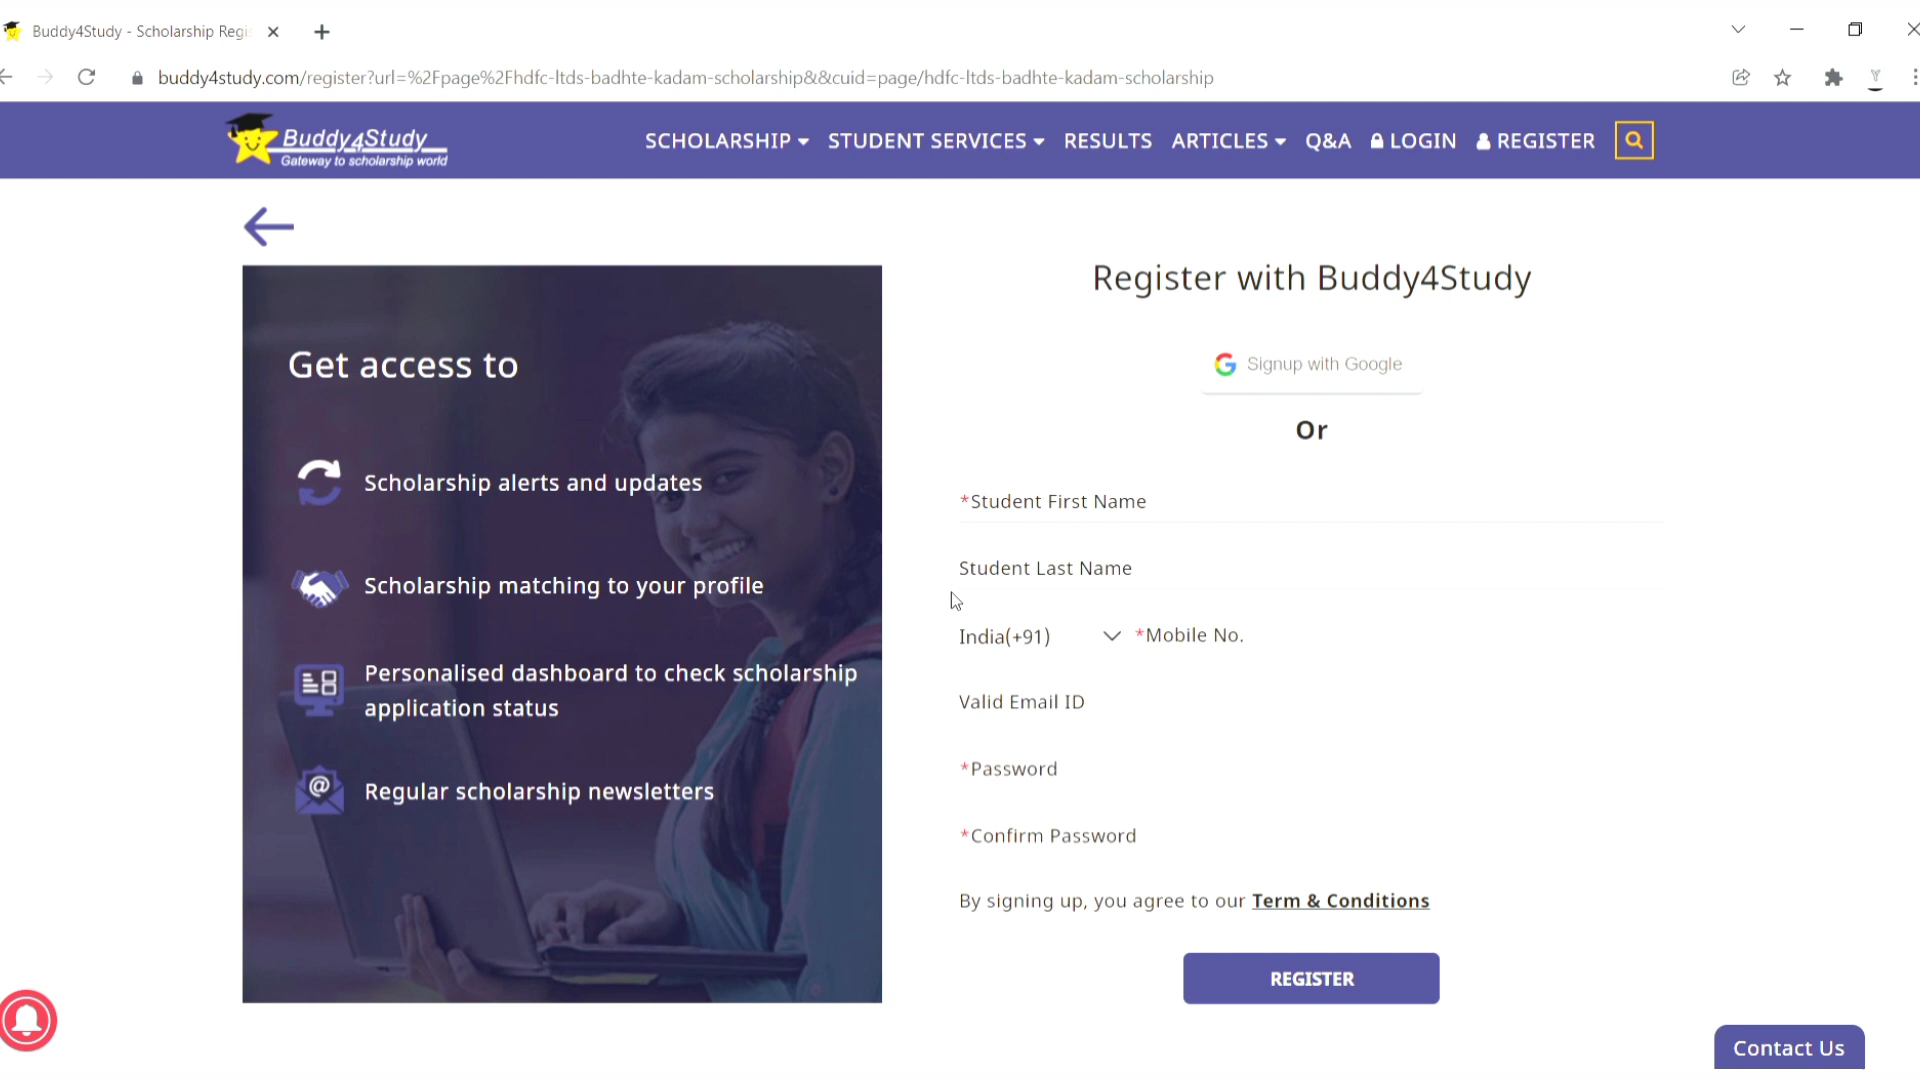 Buddy4Study - Scholarship Regi
buddy4study.com/register?url=%2Fpage%2Fhdfc-ltds-badhte-kadam-scholarship&&cuid=page/hdfc-ltds-badhte-kadam-scholarship
Buddy4Study
Gateway to scholarship world
SCHOLARSHIP STUDENT SERVICES RESULTS ARTICLES Q&A LOGIN REGISTER
Get access to
Scholarship alerts and updates
Scholarship matching to your profile
Personalised dashboard to check scholarship
application status
Regular scholarship newsletters
Register with Buddy4Study
Signup with Google
Or
*Student First Name
Student Last Name
India(+91) *Mobile No.
Valid Email ID
*Password
*Confirm Password
By signing up, you agree to our Term & Conditions
REGISTER
Contact Us